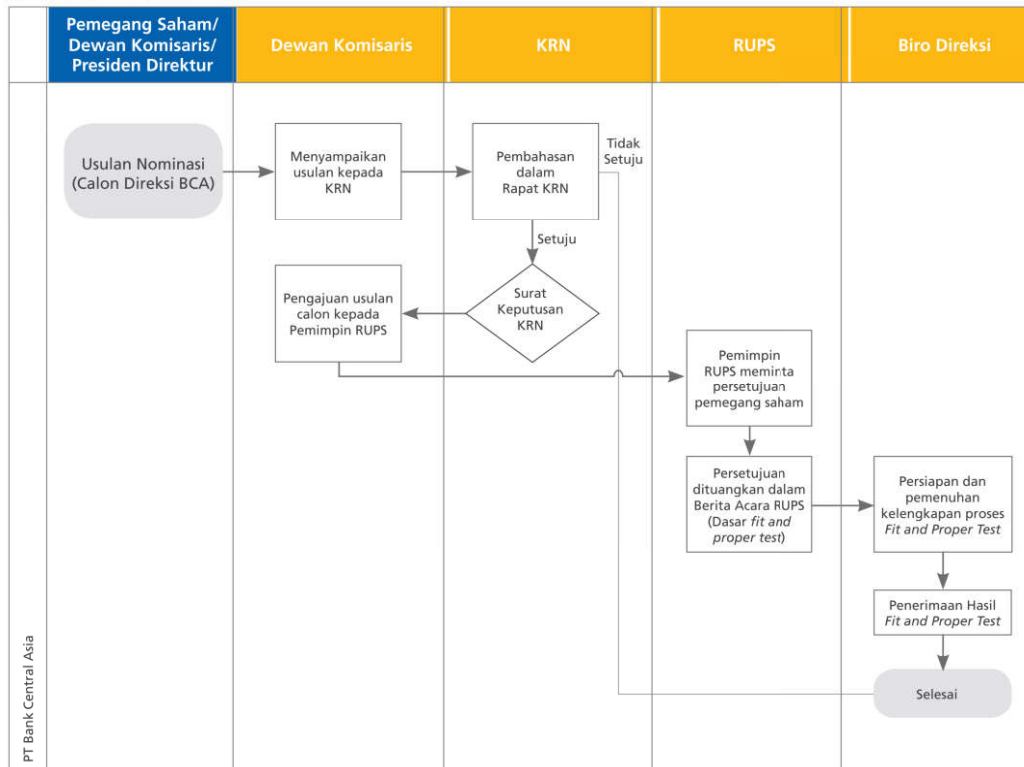 Pemegang Saham/
Dewan Komisaris/
Presiden Direktur
Dewan Komisaris
KRN
RUPS
Biro Direksi
Usulan Nominasi
(Calon Direksi BCA)
Menyampaikan
usulan kepada
KRN
Pembahasan
dalam
Rapat KRN
Tidak
Setuju
Setuju
Surat
Keputusan
KRN
Pengajuan usulan
calon kepada
Pemimpin RUPS
Pemimpin
RUPS meminta
persetujuan
pemegang saham
Persetujuan
dituangkan dalam
Berita Acara RUPS
(Dasar fit and
proper test)
Persiapan dan
pemenuhan
kelengkapan proses
Fit and Proper Test
Penerimaan Hasil
Fit and Proper Test
Selesai
PT Bank Central Asia